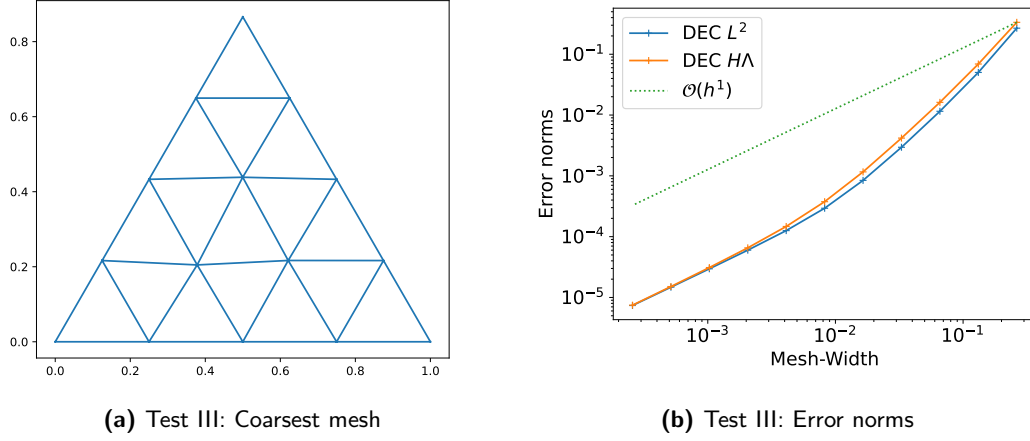 0.8
0.6
0.4
0.2
0.0
0.0 0.2 0.4 0.6 0.8 1.0
(a) Test III: Coarsest mesh
DEC L²
DEC HΛ
𝒪(h¹)
Error norms
10⁻¹
10⁻²
10⁻³
10⁻⁴
10⁻⁵
10⁻³ 10⁻² 10⁻¹
Mesh-Width
(b) Test III: Error norms